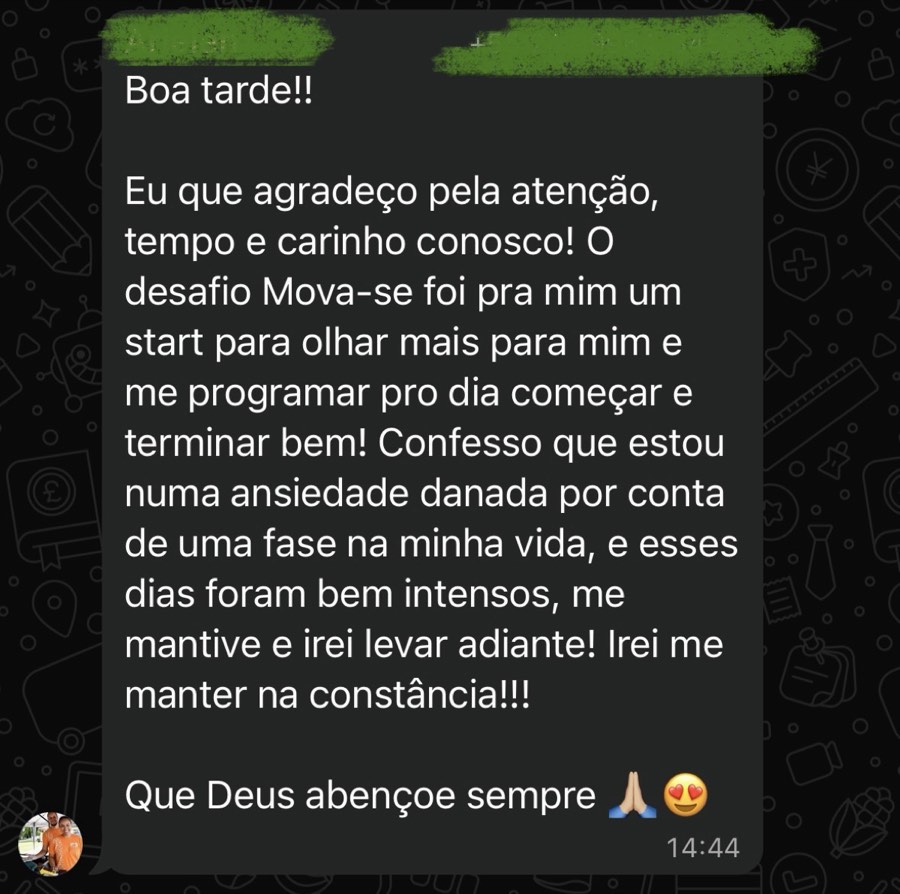 Boa tarde!!
Eu que agradeço pela atenção,
tempo e carinho conosco! O
desafio Mova-se foi pra mim um
start para olhar mais para mim e
me programar pro dia começar e
terminar bem! Confesso que estou
numa ansiedade danada por conta
de uma fase na minha vida, e esses
dias foram bem intensos, me
mantive e irei levar adiante! Irei me
manter na constância!!!
Que Deus abençoe sempre 🙏🏼😍
14:44